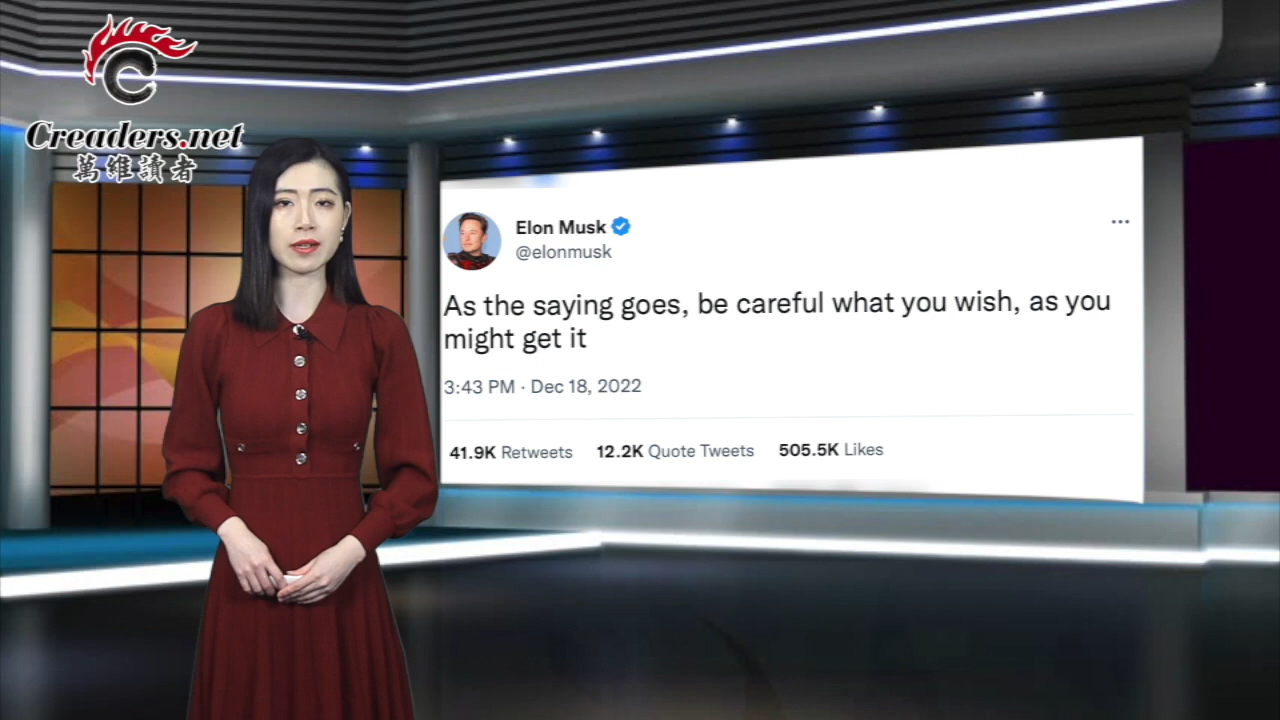 Creaders.net
萬維讀者
Elon Musk
@elonmusk
As the saying goes, be careful what you wish, as you
might get it
3:43 PM · Dec 18, 2022
41.9K Retweets 12.2K Quote Tweets 505.5K Likes